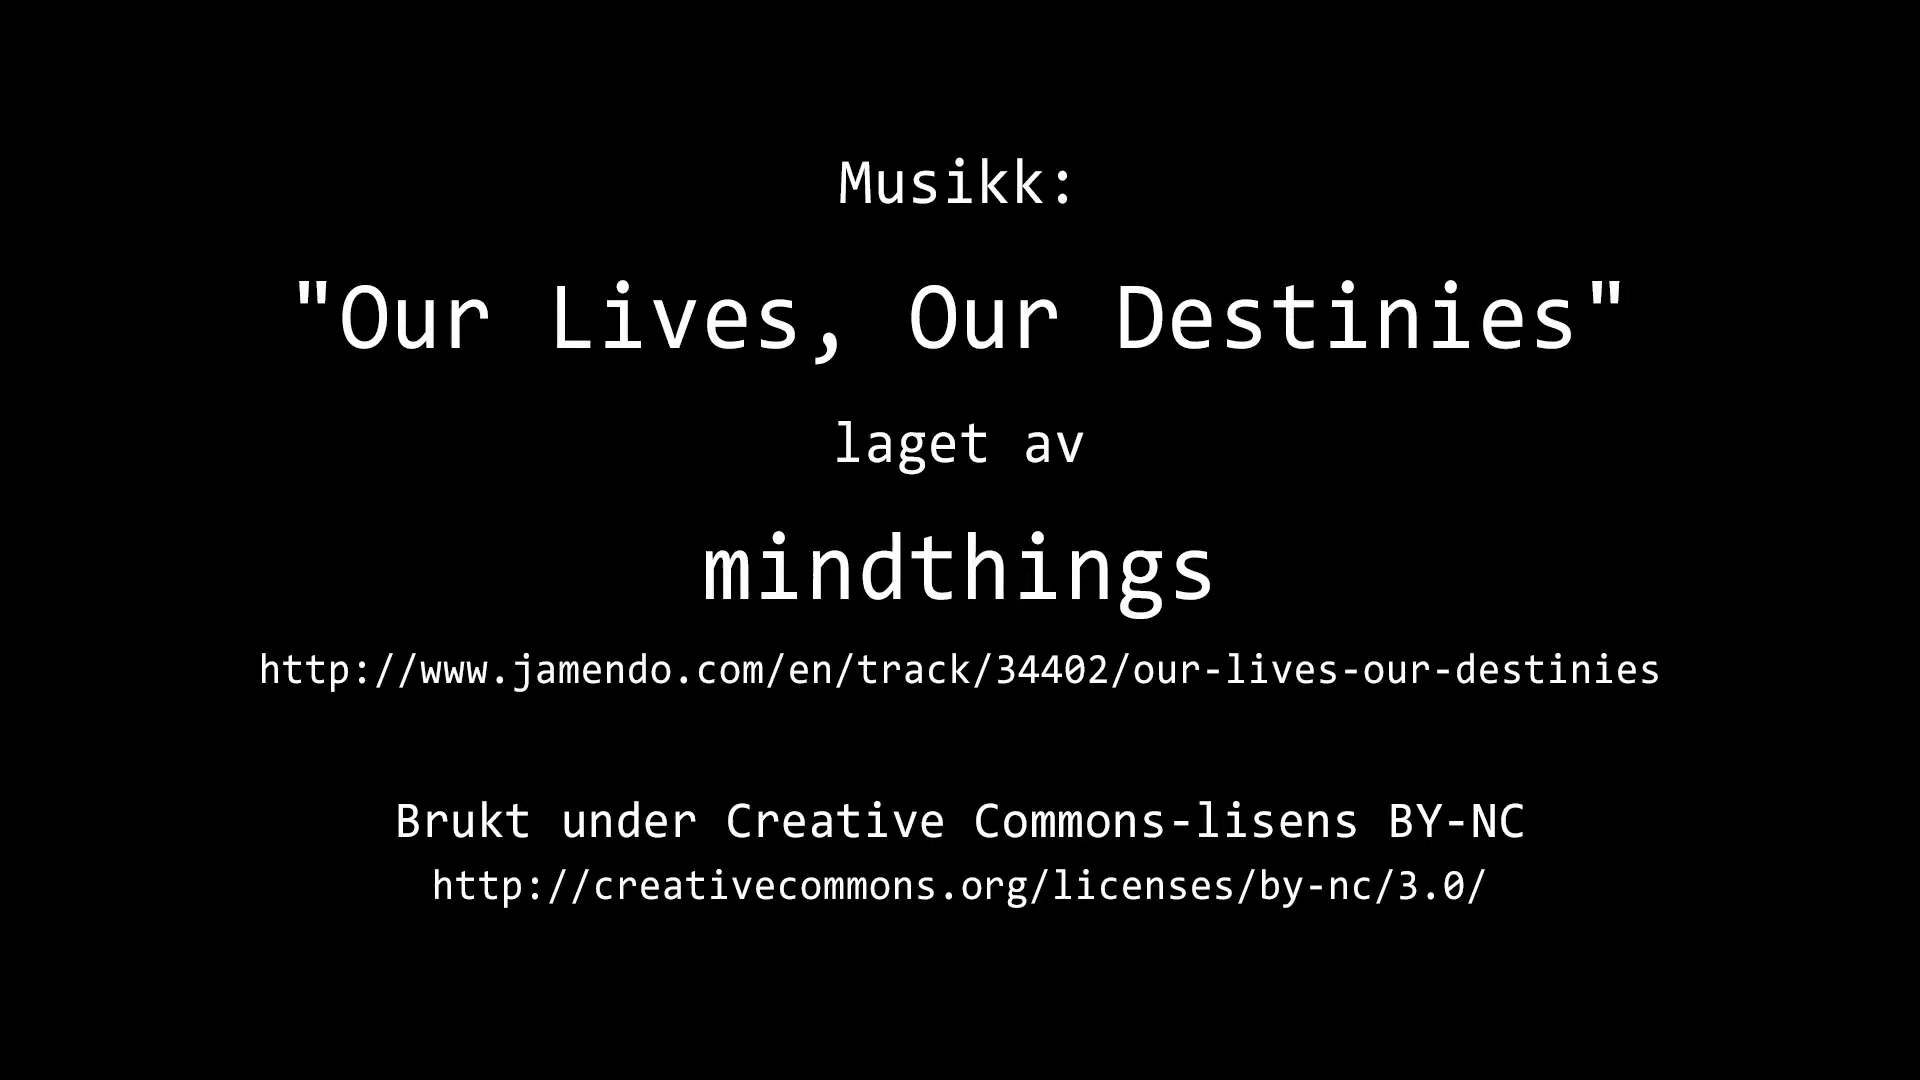 Musikk:
"Our Lives, Our Destinies"
laget av
mindthings
http://www.jamendo.com/en/track/34402/our-lives-our-destinies
Brukt under Creative Commons-lisens BY-NC
http://creativecommons.org/licenses/by-nc/3.0/